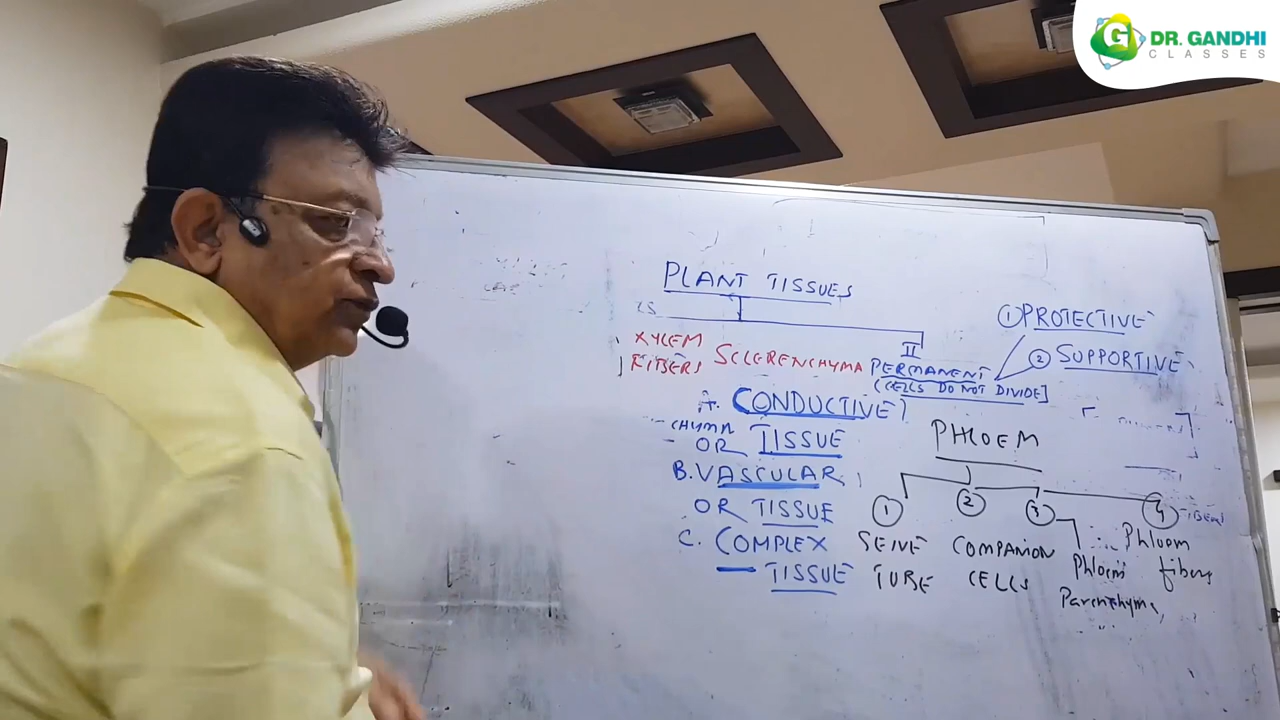 DR. GANDHI
CLASSES
PLANT TISSUES
① PROTECTIVE
② SUPPORTIVE
XYLEM
FIBERS
SCLERENCHYMA
II
PERMANENT
(CELLS DO NOT DIVIDE]
A. CONDUCTIVE
CHYMA
OR TISSUE
B. VASCULAR
OR TISSUE
C. COMPLEX
TISSUE
PHLOEM
① ② ③ ④
SEIVE TUBE
COMPANION CELLS
Phloem Parenchyma
Phloem fibers